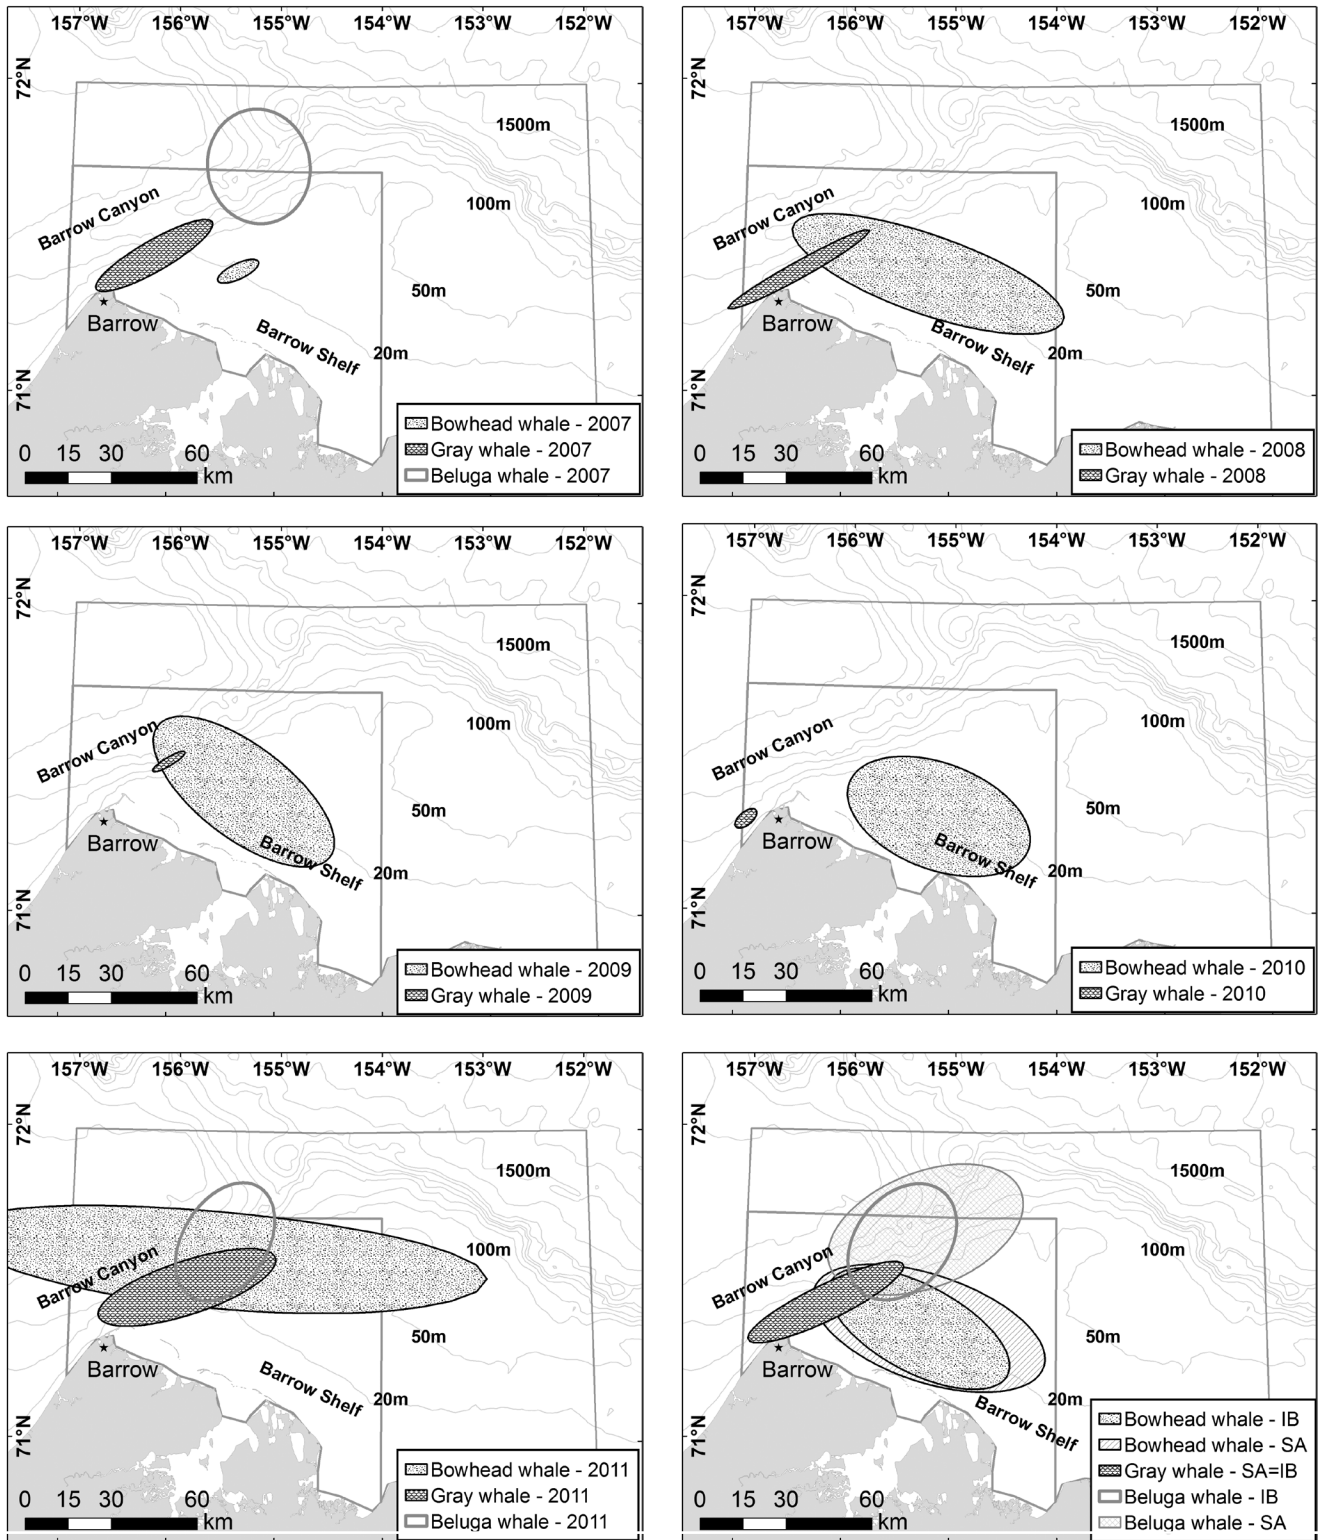 157°W 156°W 155°W 154°W 153°W 152°W
72°N
1500m
Barrow Canyon
100m
50m
Barrow
Barrow Shelf
20m
71°N
Bowhead whale - 2007
Gray whale - 2007
Beluga whale - 2007
0 15 30 60
km
157°W 156°W 155°W 154°W 153°W 152°W
72°N
1500m
Barrow Canyon
100m
50m
Barrow
Barrow Shelf
20m
71°N
Bowhead whale - 2008
Gray whale - 2008
0 15 30 60
km
157°W 156°W 155°W 154°W 153°W 152°W
72°N
1500m
Barrow Canyon
100m
50m
Barrow
Barrow Shelf
20m
71°N
Bowhead whale - 2009
Gray whale - 2009
0 15 30 60
km
157°W 156°W 155°W 154°W 153°W 152°W
72°N
1500m
Barrow Canyon
100m
50m
Barrow
Barrow Shelf
20m
71°N
Bowhead whale - 2010
Gray whale - 2010
0 15 30 60
km
157°W 156°W 155°W 154°W 153°W 152°W
72°N
1500m
Barrow Canyon
100m
50m
Barrow
Barrow Shelf
20m
71°N
Bowhead whale - 2011
Gray whale - 2011
Beluga whale - 2011
0 15 30 60
km
157°W 156°W 155°W 154°W 153°W 152°W
72°N
1500m
Barrow Canyon
100m
50m
Barrow
Barrow Shelf
20m
71°N
Bowhead whale - IB
Bowhead whale - SA
Gray whale - SA=IB
Beluga whale - IB
Beluga whale - SA
0 15 30 60
km